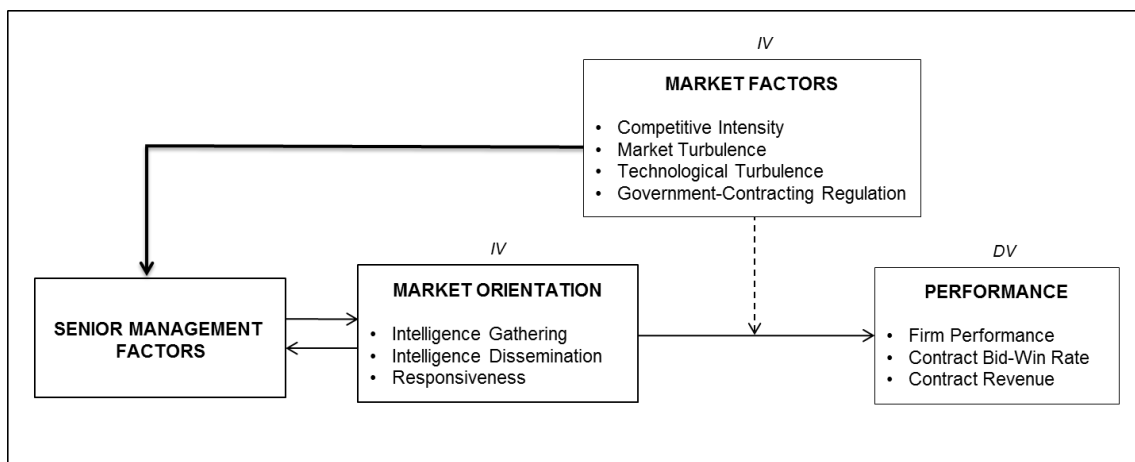 IV
MARKET FACTORS
• Competitive Intensity
• Market Turbulence
• Technological Turbulence
• Government-Contracting Regulation
SENIOR MANAGEMENT
FACTORS
IV
MARKET ORIENTATION
• Intelligence Gathering
• Intelligence Dissemination
• Responsiveness
DV
PERFORMANCE
• Firm Performance
• Contract Bid-Win Rate
• Contract Revenue